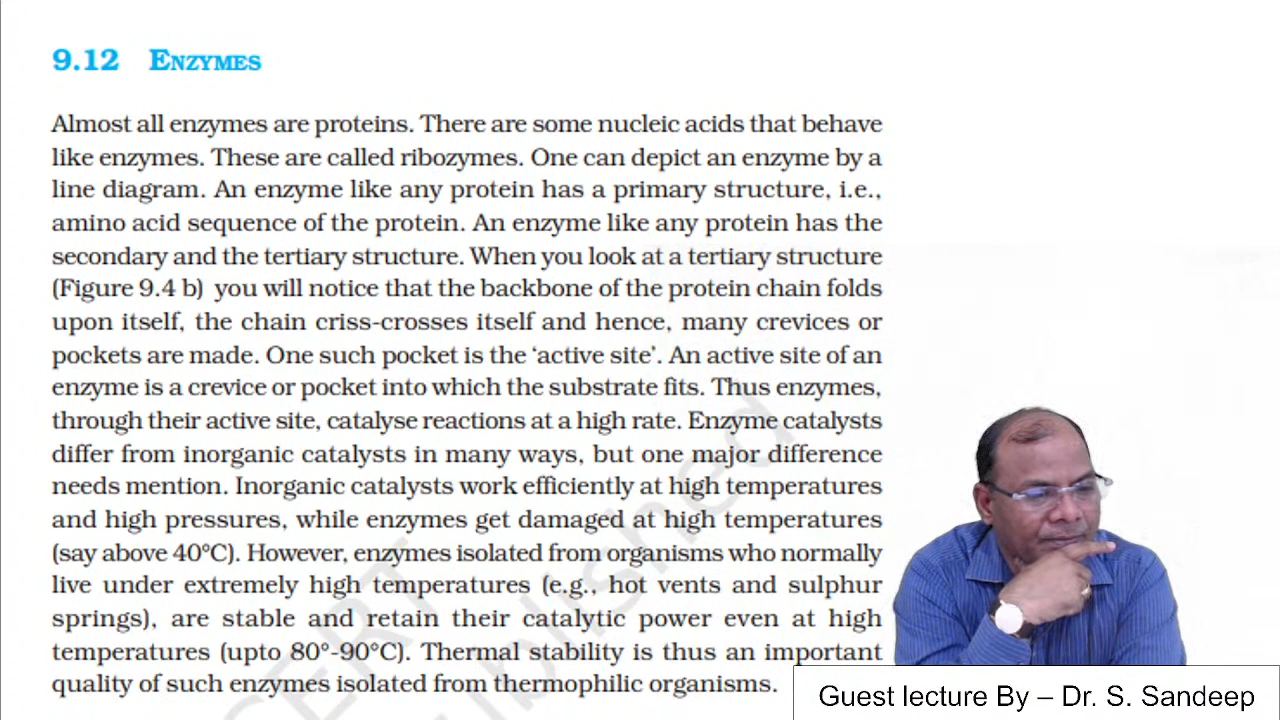 9.12 ENZYMES
Almost all enzymes are proteins. There are some nucleic acids that behave
like enzymes. These are called ribozymes. One can depict an enzyme by a
line diagram. An enzyme like any protein has a primary structure, i.e.,
amino acid sequence of the protein. An enzyme like any protein has the
secondary and the tertiary structure. When you look at a tertiary structure
(Figure 9.4 b) you will notice that the backbone of the protein chain folds
upon itself, the chain criss-crosses itself and hence, many crevices or
pockets are made. One such pocket is the ‘active site’. An active site of an
enzyme is a crevice or pocket into which the substrate fits. Thus enzymes,
through their active site, catalyse reactions at a high rate. Enzyme catalysts
differ from inorganic catalysts in many ways, but one major difference
needs mention. Inorganic catalysts work efficiently at high temperatures
and high pressures, while enzymes get damaged at high temperatures
(say above 40°C). However, enzymes isolated from organisms who normally
live under extremely high temperatures (e.g., hot vents and sulphur
springs), are stable and retain their catalytic power even at high
temperatures (upto 80°-90°C). Thermal stability is thus an important
quality of such enzymes isolated from thermophilic organisms.
Guest lecture By – Dr. S. Sandeep